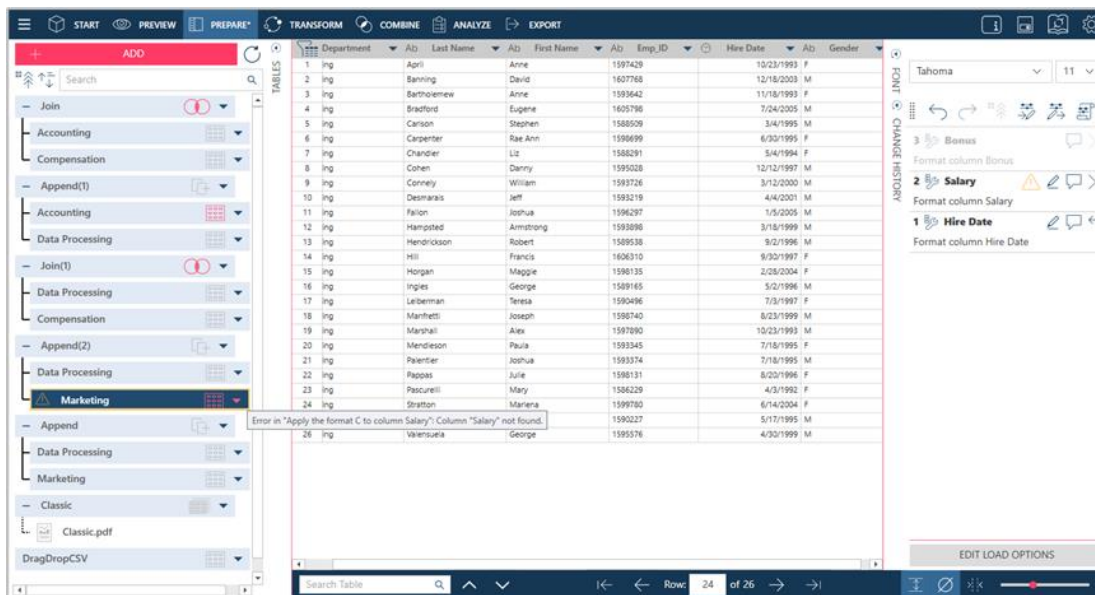 START PREVIEW PREPARE* TRANSFORM COMBINE ANALYZE EXPORT
ADD
Search
Join
Accounting
Compensation
Append(1)
Accounting
Data Processing
Join(1)
Data Processing
Compensation
Append(2)
Data Processing
Marketing
Append
Data Processing
Marketing
Classic
Classic.pdf
DragDropCSV
TABLES
Department Ab Last Name Ab First Name Ab Emp_ID Hire Date Ab Gender
1 ing April Anne 1597429 10/23/1993 F
2 ing Banning David 1607768 12/18/2003 M
3 ing Bartholemew Anne 1593642 11/18/1993 F
4 ing Bradford Eugene 1605798 7/24/2005 M
5 ing Carlson Stephen 1588509 3/4/1995 M
6 ing Carpenter Rae Ann 1598699 6/30/1995 F
7 ing Chandler Liz 1588291 5/4/1994 F
8 ing Cohen Danny 1595028 12/12/1997 M
9 ing Connely William 1593726 3/12/2000 M
10 ing Desmarais Jeff 1593219 4/4/2001 M
11 ing Fallon Joshua 1596297 1/5/2005 M
12 ing Hampsted Armstrong 1593898 3/18/1999 M
13 ing Hendrickson Robert 1589538 9/2/1996 M
14 ing Hill Francis 1606310 9/30/1997 F
15 ing Horgan Maggie 1598135 2/28/2004 F
16 ing Ingles George 1589165 5/2/1996 M
17 ing Leiberman Teresa 1590496 7/3/1997 F
18 ing Manfretti Joseph 1598740 8/23/1999 M
19 ing Marshall Alex 1597890 10/23/1993 M
20 ing Mendleson Paula 1593345 7/18/1995 F
21 ing Palentier Joshua 1593374 7/18/1995 M
22 ing Pappas Julie 1598131 8/20/1996 F
23 ing Pascurelli Mary 1586229 4/3/1992 F
24 ing Stratton Mariena 1599780 6/14/2004 F
Error in "Apply the format C to column Salary": Column "Salary" not found. 1590227 5/17/1995 M
26 ing Valensuela George 1595576 4/30/1999 M
Search Table
Row: 24 of 26
FONT
CHANGE HISTORY
Tahoma 11
3 Bonus
Format column Bonus
2 Salary
Format column Salary
1 Hire Date
Format column Hire Date
EDIT LOAD OPTIONS